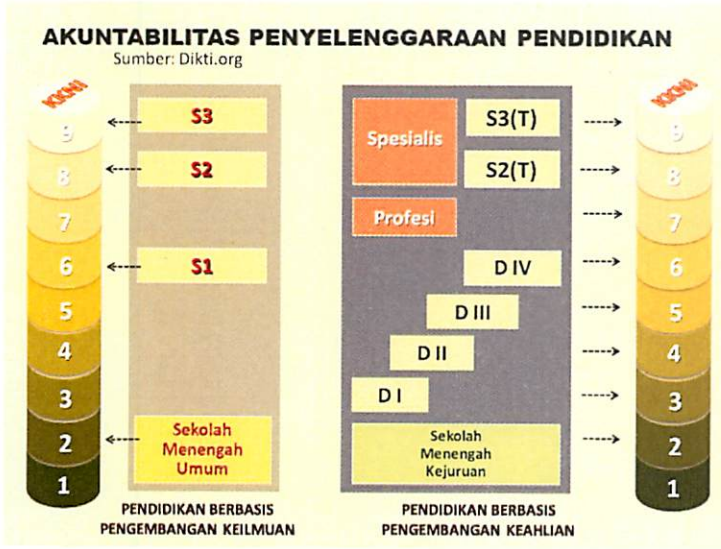 AKUNTABILITAS PENYELENGGARAAN PENDIDIKAN
Sumber: Dikti.org
KKNI
9
8
7
6
5
4
3
2
1
S3
S2
S1
Sekolah
Menengah
Umum
PENDIDIKAN BERBASIS
PENGEMBANGAN KEILMUAN
Spesialis
S3(T)
S2(T)
Profesi
D IV
D III
D II
D I
Sekolah
Menengah
Kejuruan
PENDIDIKAN BERBASIS
PENGEMBANGAN KEAHLIAN
KKNI
9
8
7
6
5
4
3
2
1